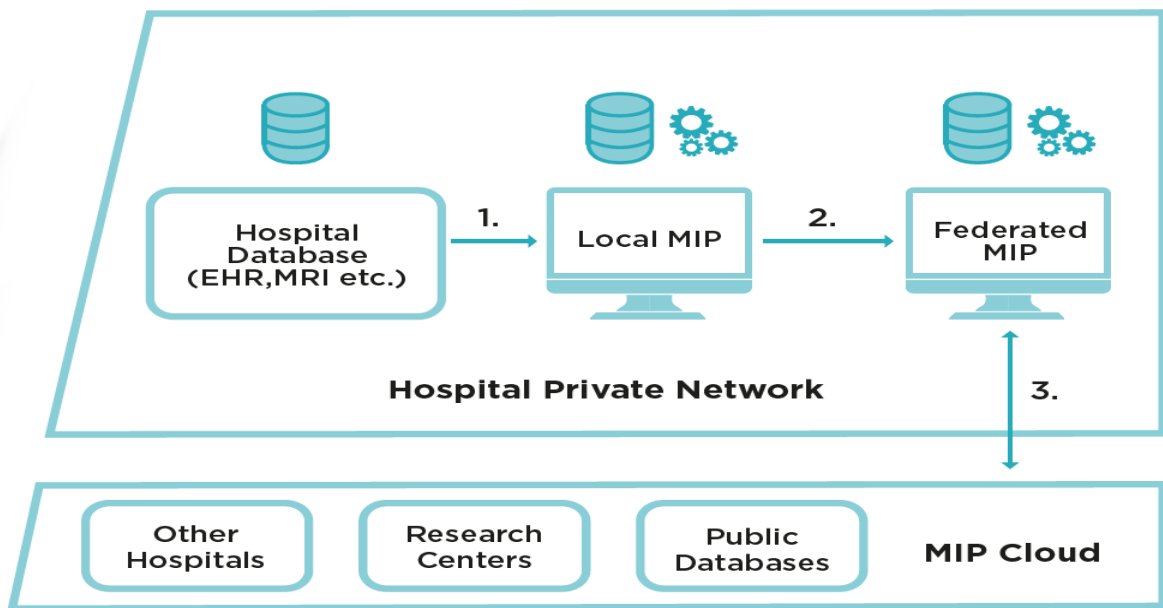 1.
2.
Hospital
Database
(EHR,MRI etc.)
Local MIP
Federated
MIP
Hospital Private Network
3.
Other
Hospitals
Research
Centers
Public
Databases
MIP Cloud